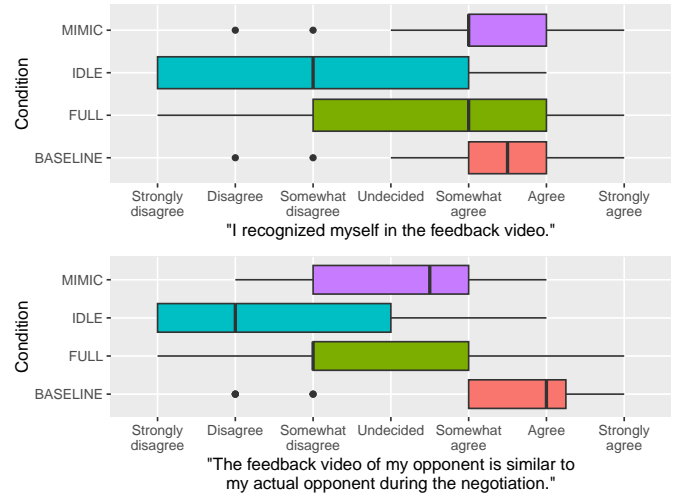 Condition
MIMIC
IDLE
FULL
BASELINE
Strongly disagree
Disagree
Somewhat disagree
Undecided
Somewhat agree
Agree
Strongly agree
"I recognized myself in the feedback video."
Condition
MIMIC
IDLE
FULL
BASELINE
Strongly disagree
Disagree
Somewhat disagree
Undecided
Somewhat agree
Agree
Strongly agree
"The feedback video of my opponent is similar to
my actual opponent during the negotiation."